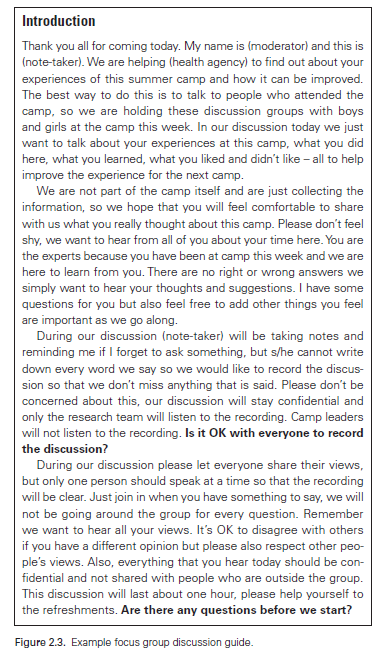 Introduction
Thank you all for coming today. My name is (moderator) and this is
(note-taker). We are helping (health agency) to find out about your
experiences of this summer camp and how it can be improved.
The best way to do this is to talk to people who attended the
camp, so we are holding these discussion groups with boys
and girls at the camp this week. In our discussion today we just
want to talk about your experiences at this camp, what you did
here, what you learned, what you liked and didn't like – all to help
improve the experience for the next camp.
We are not part of the camp itself and are just collecting the
information, so we hope that you will feel comfortable to share
with us what you really thought about this camp. Please don't feel
shy, we want to hear from all of you about your time here. You are
the experts because you have been at camp this week and we are
here to learn from you. There are no right or wrong answers we
simply want to hear your thoughts and suggestions. I have some
questions for you but also feel free to add other things you feel
are important as we go along.
During our discussion (note-taker) will be taking notes and
reminding me if I forget to ask something, but s/he cannot write
down every word we say so we would like to record the discus-
sion so that we don't miss anything that is said. Please don't be
concerned about this, our discussion will stay confidential and
only the research team will listen to the recording. Camp leaders
will not listen to the recording. Is it OK with everyone to record
the discussion?
During our discussion please let everyone share their views,
but only one person should speak at a time so that the recording
will be clear. Just join in when you have something to say, we will
not be going around the group for every question. Remember
we want to hear all your views. It's OK to disagree with others
if you have a different opinion but please also respect other peo-
ple's views. Also, everything that you hear today should be con-
fidential and not shared with people who are outside the group.
This discussion will last about one hour, please help yourself to
the refreshments. Are there any questions before we start?
Figure 2.3. Example focus group discussion guide.